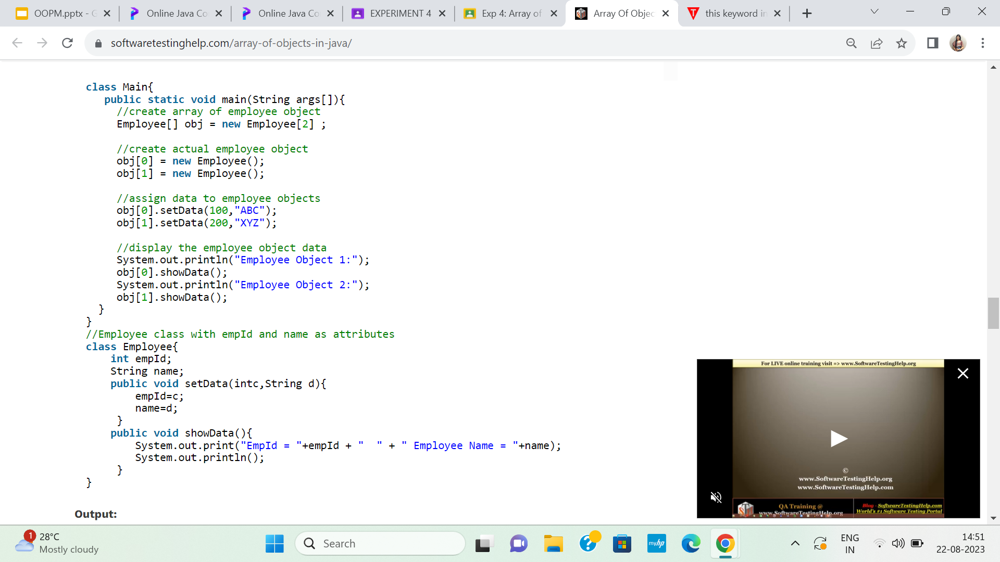 OOPM.pptx - G
Online Java Co
Online Java Co
EXPERIMENT 4
Exp 4: Array of
Array Of Objec
this keyword in
softwaretestinghelp.com/array-of-objects-in-java/
class Main{
public static void main(String args[]){
//create array of employee object
Employee[] obj = new Employee[2] ;
//create actual employee object
obj[0] = new Employee();
obj[1] = new Employee();
//assign data to employee objects
obj[0].setData(100,"ABC");
obj[1].setData(200,"XYZ");
//display the employee object data
System.out.println("Employee Object 1:");
obj[0].showData();
System.out.println("Employee Object 2:");
obj[1].showData();
}
}
//Employee class with empId and name as attributes
class Employee{
int empId;
String name;
public void setData(intc,String d){
empId=c;
name=d;
}
public void showData(){
System.out.print("EmpId = "+empId + "  " + " Employee Name = "+name);
System.out.println();
}
}
Output:
For LIVE online training visit => www.SoftwareTestingHelp.org
©
www.SoftwareTestingHelp.org
www.SoftwareTestingHelp.com
QA Training @
www.SoftwareTestingHelp.org
Blog - SoftwareTestingHelp.com
World's #1 Software Testing Portal
1
28°C
Mostly cloudy
Search
myhp
ENG
IN
14:51
22-08-2023